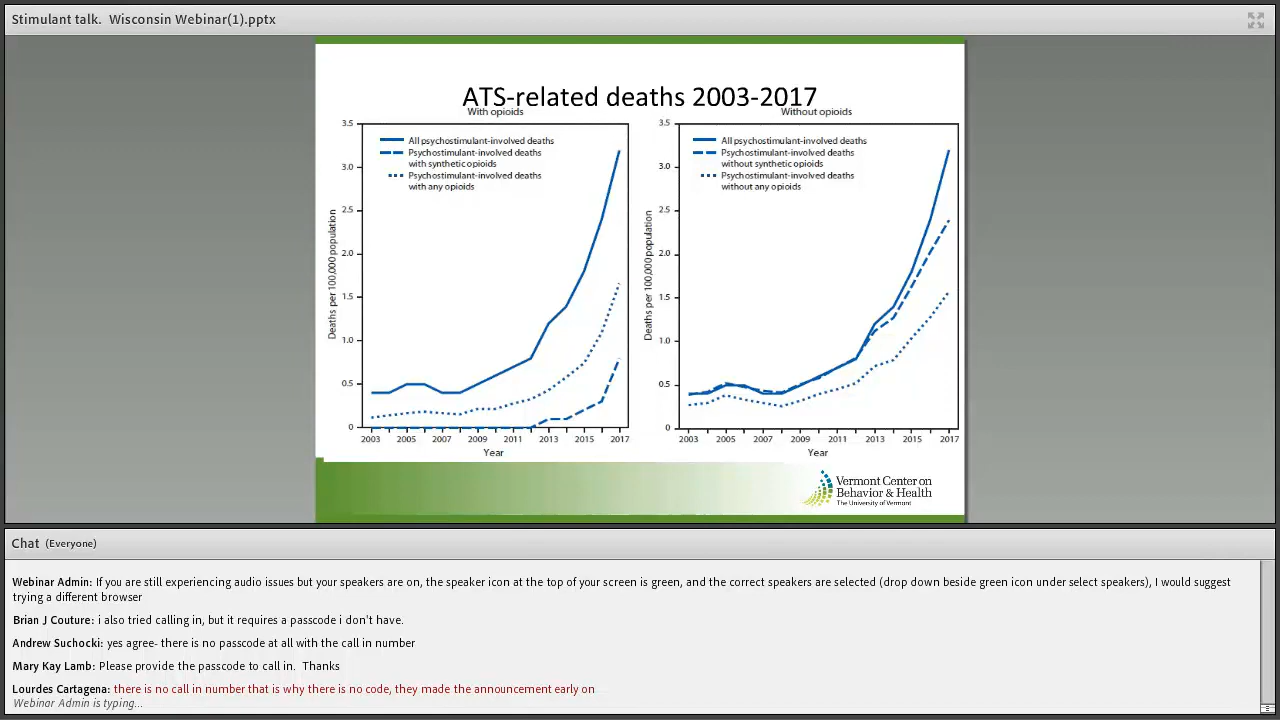 Stimulant talk.  Wisconsin Webinar(1).pptx
ATS-related deaths 2003-2017
With opioids
3.5
3.0
2.5
2.0
1.5
1.0
0.5
0
Deaths per 100,000 population
All psychostimulant-involved deaths
Psychostimulant-involved deaths
with synthetic opioids
Psychostimulant-involved deaths
with any opioids
2003 2005 2007 2009 2011 2013 2015 2017
Year
Without opioids
3.5
3.0
2.5
2.0
1.5
1.0
0.5
0
Deaths per 100,000 population
All psychostimulant-involved deaths
Psychostimulant-involved deaths
without synthetic opioids
Psychostimulant-involved deaths
without any opioids
2003 2005 2007 2009 2011 2013 2015 2017
Year
Vermont Center on
Behavior & Health
The University of Vermont
Chat (Everyone)
Webinar Admin: If you are still experiencing audio issues but your speakers are on, the speaker icon at the top of your screen is green, and the correct speakers are selected (drop down beside green icon under select speakers), I would suggest
trying a different browser
Brian J Couture: i also tried calling in, but it requires a passcode i don't have.
Andrew Suchocki: yes agree- there is no passcode at all with the call in number
Mary Kay Lamb: Please provide the passcode to call in.  Thanks
Lourdes Cartagena: there is no call in number that is why there is no code, they made the announcement early on
Webinar Admin is typing...